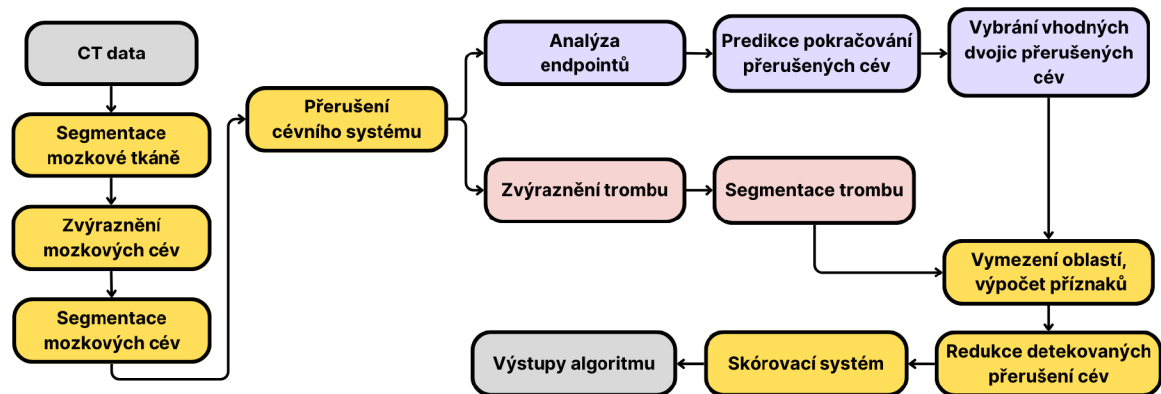 CT data
Segmentace
mozkové tkáně
Zvýraznění
mozkových cév
Segmentace
mozkových cév
Přerušení
cévního systému
Analýza
endpointů
Predikce pokračování
přerušených cév
Vybrání vhodných
dvojic přerušených
cév
Zvýraznění trombu
Segmentace trombu
Vymezení oblastí,
výpočet příznaků
Redukce detekovaných
přerušení cév
Skórovací systém
Výstupy algoritmu